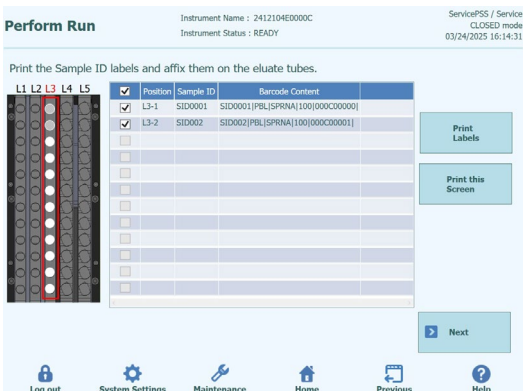 Perform Run
Instrument Name : 2412104E0000C
Instrument Status : READY
ServicePSS / Service
CLOSED mode
03/24/2025 16:14:31
Print the Sample ID labels and affix them on the eluate tubes.
L1 L2 L3 L4 L5
Position Sample ID Barcode Content
L3-1 SID0001 SID0001|PBL|SPRNA|100|000C00000|
L3-2 SID002 SID002|PBL|SPRNA|100|000C00001|
Print
Labels
Print this
Screen
Next
Log out System Settings Maintenance Home Previous Help